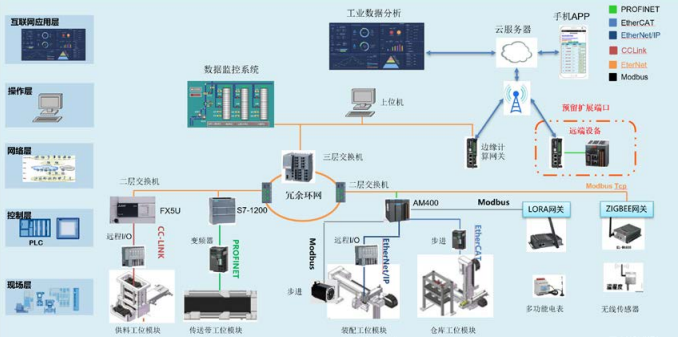 互联网应用层
工业数据分析
云服务器
手机APP
PROFINET
EtherCAT
EtherNet/IP
CCLink
EterNet
Modbus
操作层
数据监控系统
上位机
预留扩展端口
远端设备
边缘计
算网关
网络层
三层交换机
二层交换机
冗余环网
二层交换机
Modbus Tcp
控制层
PLC
FX5U
S7-1200
AM400
Modbus
LORA网关
ZIGBEE网关
远程I/O
CC-LINK
变频器
PROFINET
Modbus
远程I/O
EtherNet/IP
步进
EtherCAT
现场层
步进
温湿度
供料工位模块
传送带工位模块
装配工位模块
仓库工位模块
多功能电表
无线传感器